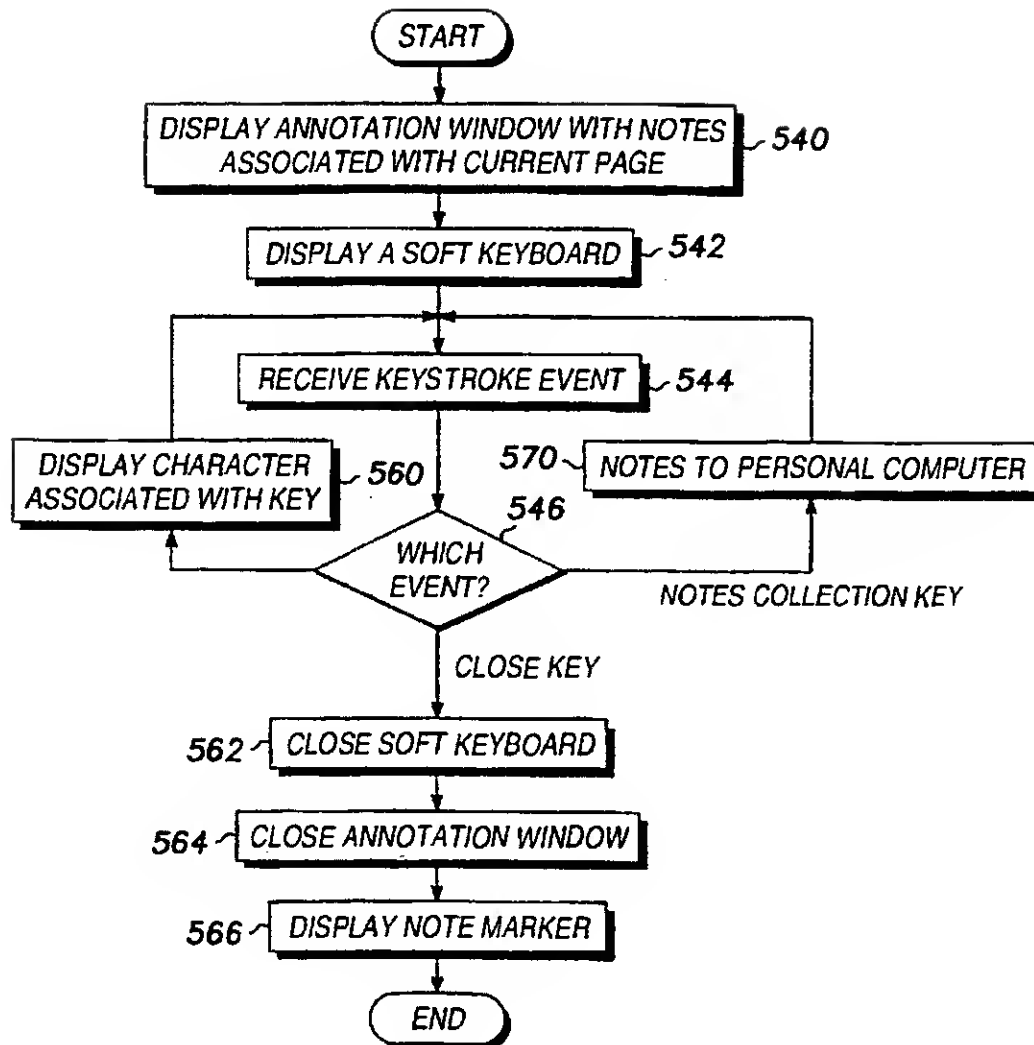 START
DISPLAY ANNOTATION WINDOW WITH NOTES
ASSOCIATED WITH CURRENT PAGE
540
DISPLAY A SOFT KEYBOARD
542
RECEIVE KEYSTROKE EVENT
544
DISPLAY CHARACTER
ASSOCIATED WITH KEY
560
570
NOTES TO PERSONAL COMPUTER
546
WHICH
EVENT?
NOTES COLLECTION KEY
CLOSE KEY
562
CLOSE SOFT KEYBOARD
564
CLOSE ANNOTATION WINDOW
566
DISPLAY NOTE MARKER
END